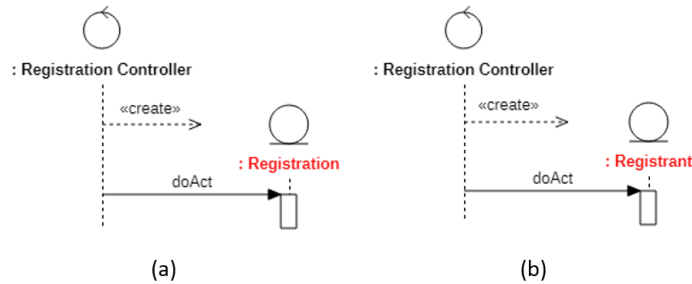 : Registration Controller
«create»
: Registration
doAct
(a)
: Registration Controller
«create»
: Registrant
doAct
(b)